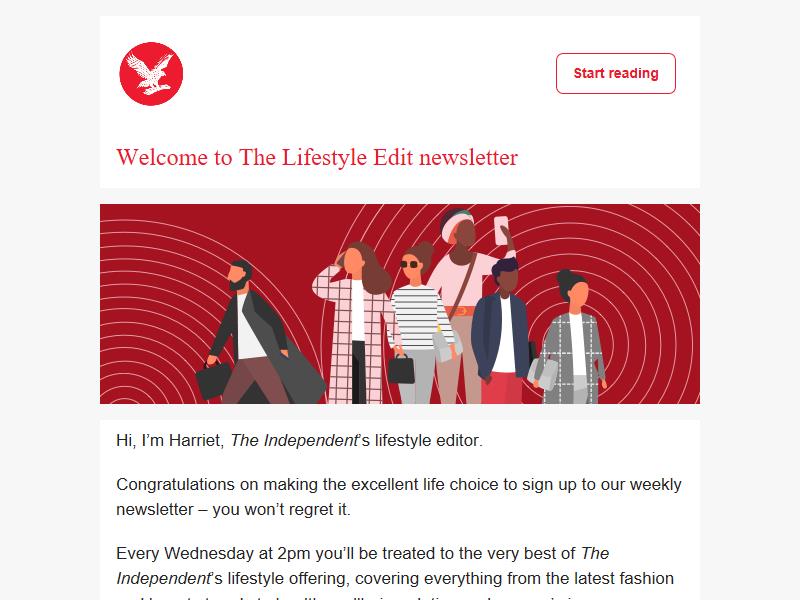 Start reading
Welcome to The Lifestyle Edit newsletter
Hi, I’m Harriet, The Independent’s lifestyle editor.
Congratulations on making the excellent life choice to sign up to our weekly
newsletter – you won’t regret it.
Every Wednesday at 2pm you’ll be treated to the very best of The
Independent’s lifestyle offering, covering everything from the latest fashion